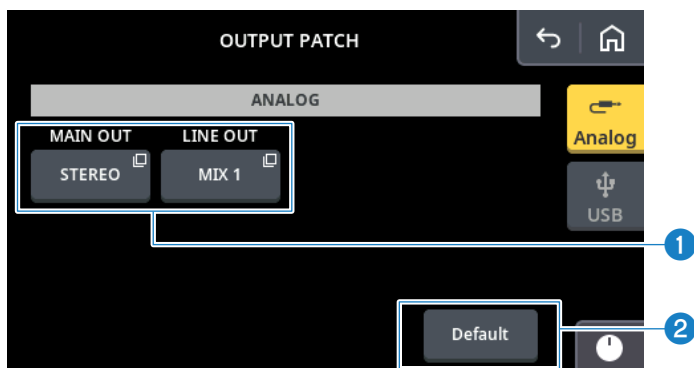 OUTPUT PATCH
ANALOG
MAIN OUT LINE OUT
STEREO MIX 1
Analog
USB
1
Default
2